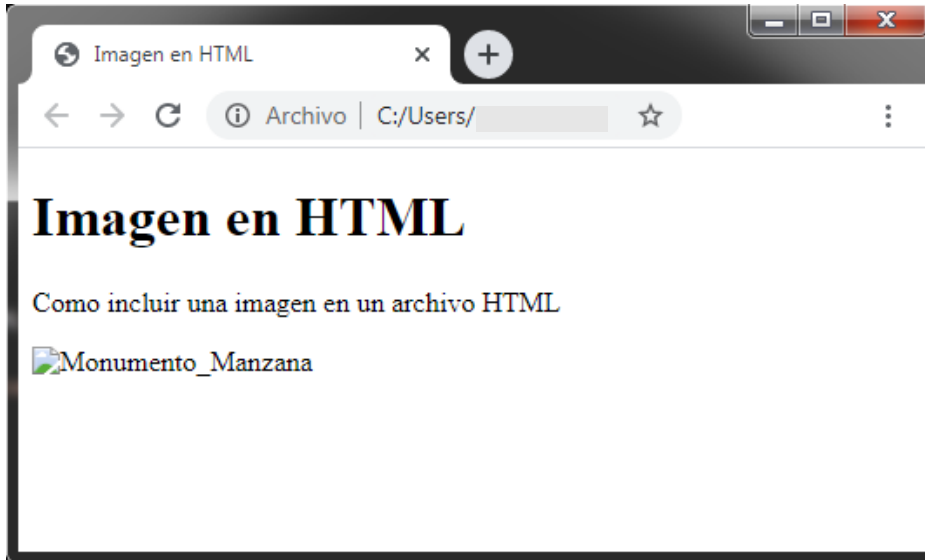 Imagen en HTML
Archivo | C:/Users/
Imagen en HTML
Como incluir una imagen en un archivo HTML
Monumento_Manzana